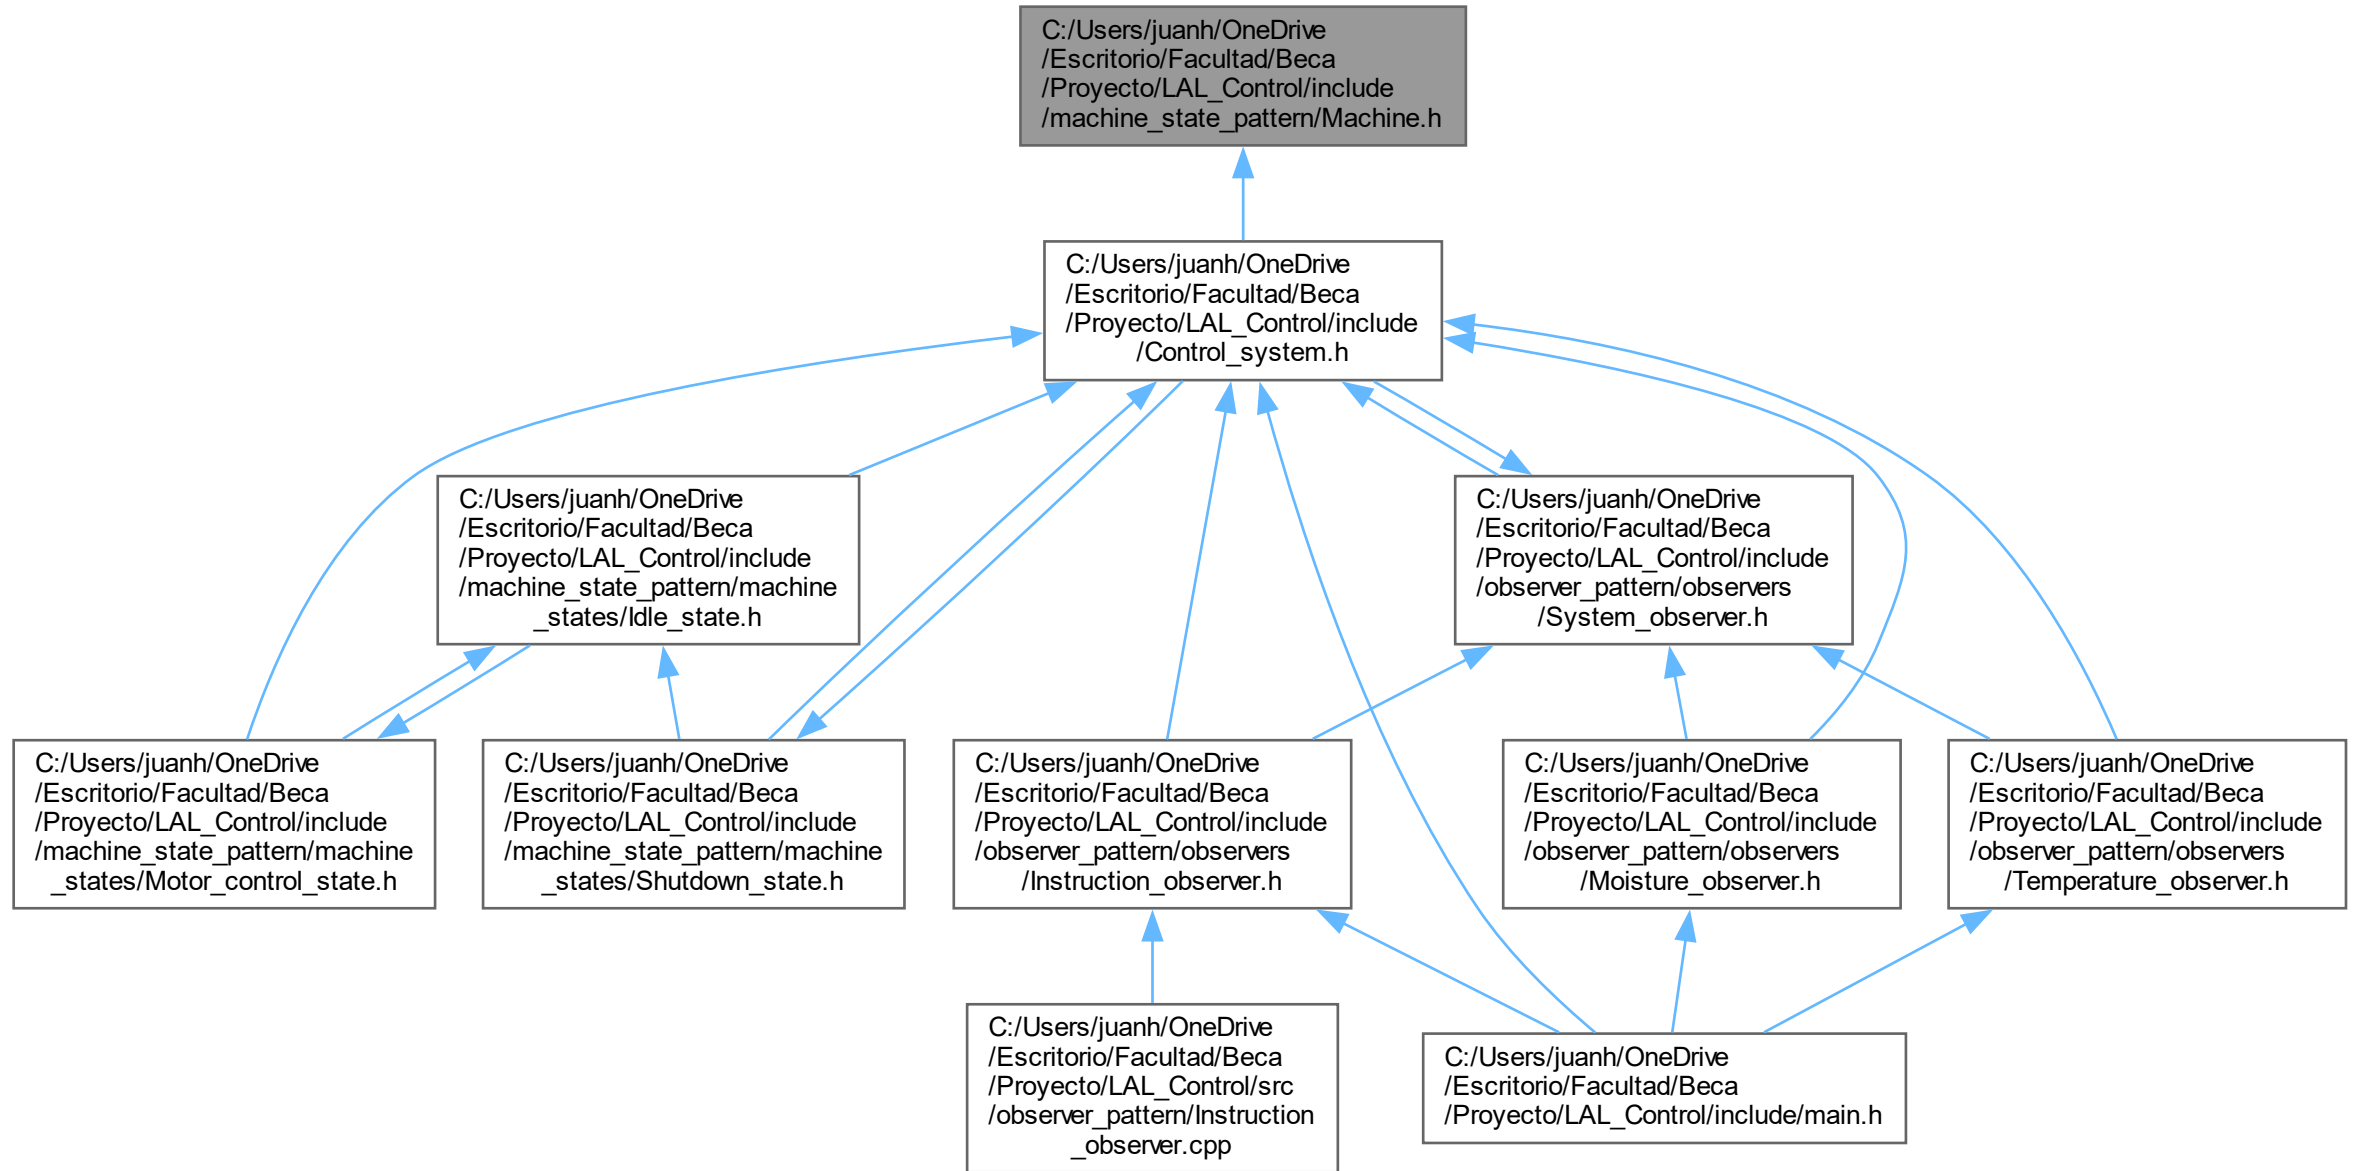 C:/Users/juanh/OneDrive
/Escritorio/Facultad/Beca
/Proyecto/LAL_Control/include
/machine_state_pattern/Machine.h
C:/Users/juanh/OneDrive
/Escritorio/Facultad/Beca
/Proyecto/LAL_Control/include
/Control_system.h
C:/Users/juanh/OneDrive
/Escritorio/Facultad/Beca
/Proyecto/LAL_Control/include
/machine_state_pattern/machine
_states/Idle_state.h
C:/Users/juanh/OneDrive
/Escritorio/Facultad/Beca
/Proyecto/LAL_Control/include
/observer_pattern/observers
/System_observer.h
C:/Users/juanh/OneDrive
/Escritorio/Facultad/Beca
/Proyecto/LAL_Control/include
/machine_state_pattern/machine
_states/Motor_control_state.h
C:/Users/juanh/OneDrive
/Escritorio/Facultad/Beca
/Proyecto/LAL_Control/include
/machine_state_pattern/machine
_states/Shutdown_state.h
C:/Users/juanh/OneDrive
/Escritorio/Facultad/Beca
/Proyecto/LAL_Control/include
/observer_pattern/observers
/Instruction_observer.h
C:/Users/juanh/OneDrive
/Escritorio/Facultad/Beca
/Proyecto/LAL_Control/include
/observer_pattern/observers
/Moisture_observer.h
C:/Users/juanh/OneDrive
/Escritorio/Facultad/Beca
/Proyecto/LAL_Control/include
/observer_pattern/observers
/Temperature_observer.h
C:/Users/juanh/OneDrive
/Escritorio/Facultad/Beca
/Proyecto/LAL_Control/src
/observer_pattern/Instruction
_observer.cpp
C:/Users/juanh/OneDrive
/Escritorio/Facultad/Beca
/Proyecto/LAL_Control/include/main.h